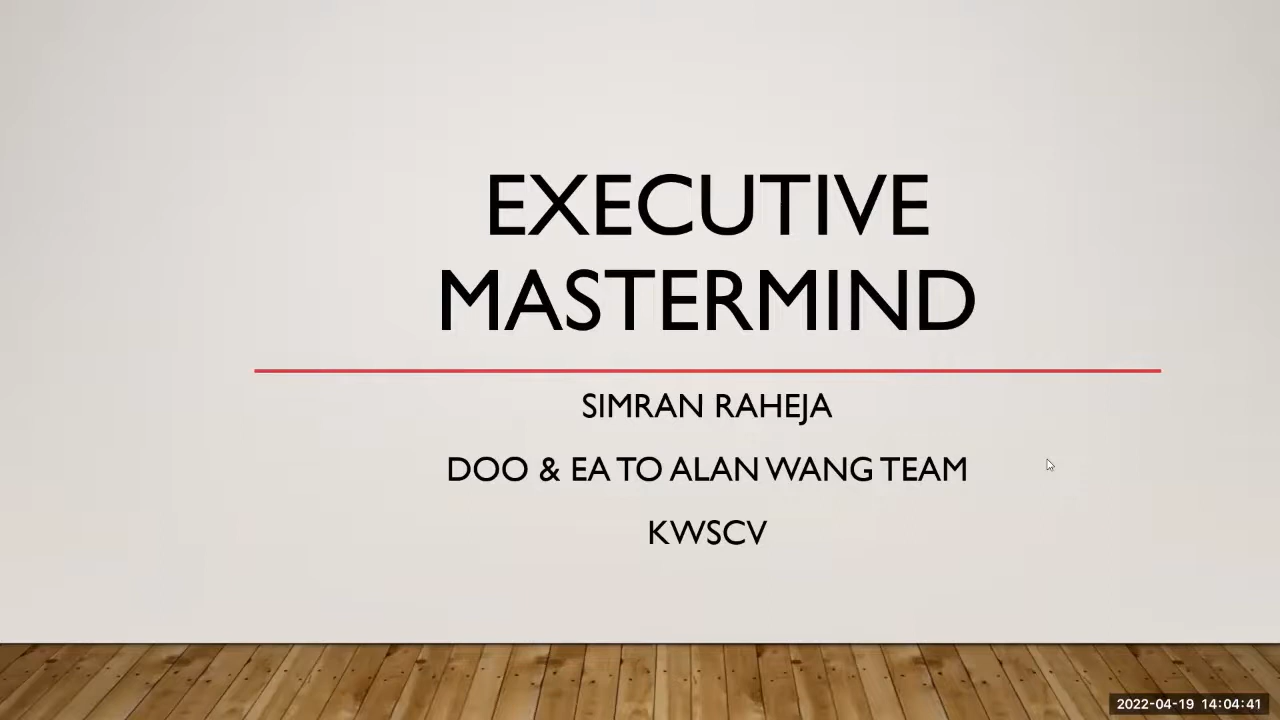 EXECUTIVE
MASTERMIND
SIMRAN RAHEJA
DOO & EA TO ALAN WANG TEAM
KWSCV
2022-04-19 14:04:41